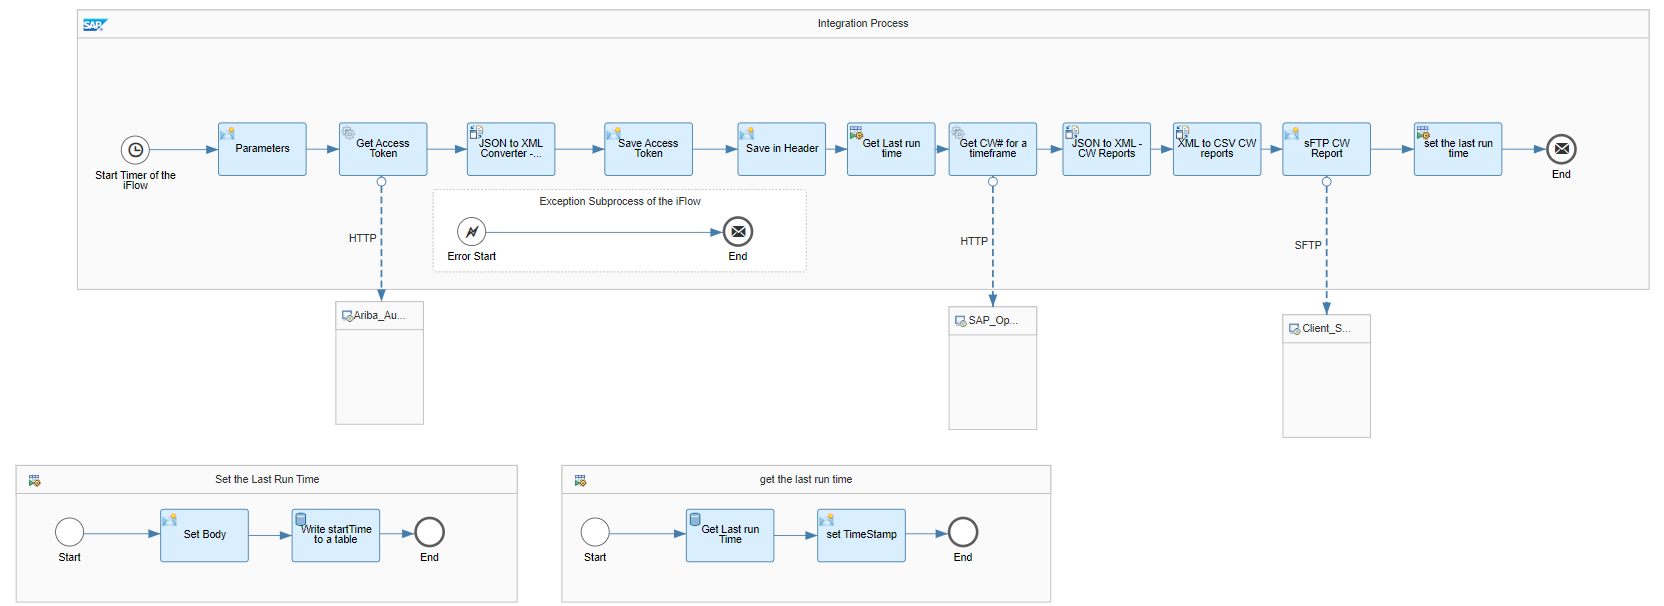 SAP
Integration Process
Start Timer of the
iFlow
Parameters
Get Access
Token
JSON to XML
Converter -...
Save Access
Token
Save in Header
Get Last run
time
Get CW# for a
timeframe
JSON to XML -
CW Reports
XML to CSV CW
reports
sFTP CW
Report
set the last run
time
End
Exception Subprocess of the iFlow
Error Start
End
HTTP
HTTP
SFTP
Ariba_Au...
SAP_Op...
Client_S...
Set the Last Run Time
Start
Set Body
Write startTime
to a table
End
get the last run time
Start
Get Last run
Time
set TimeStamp
End